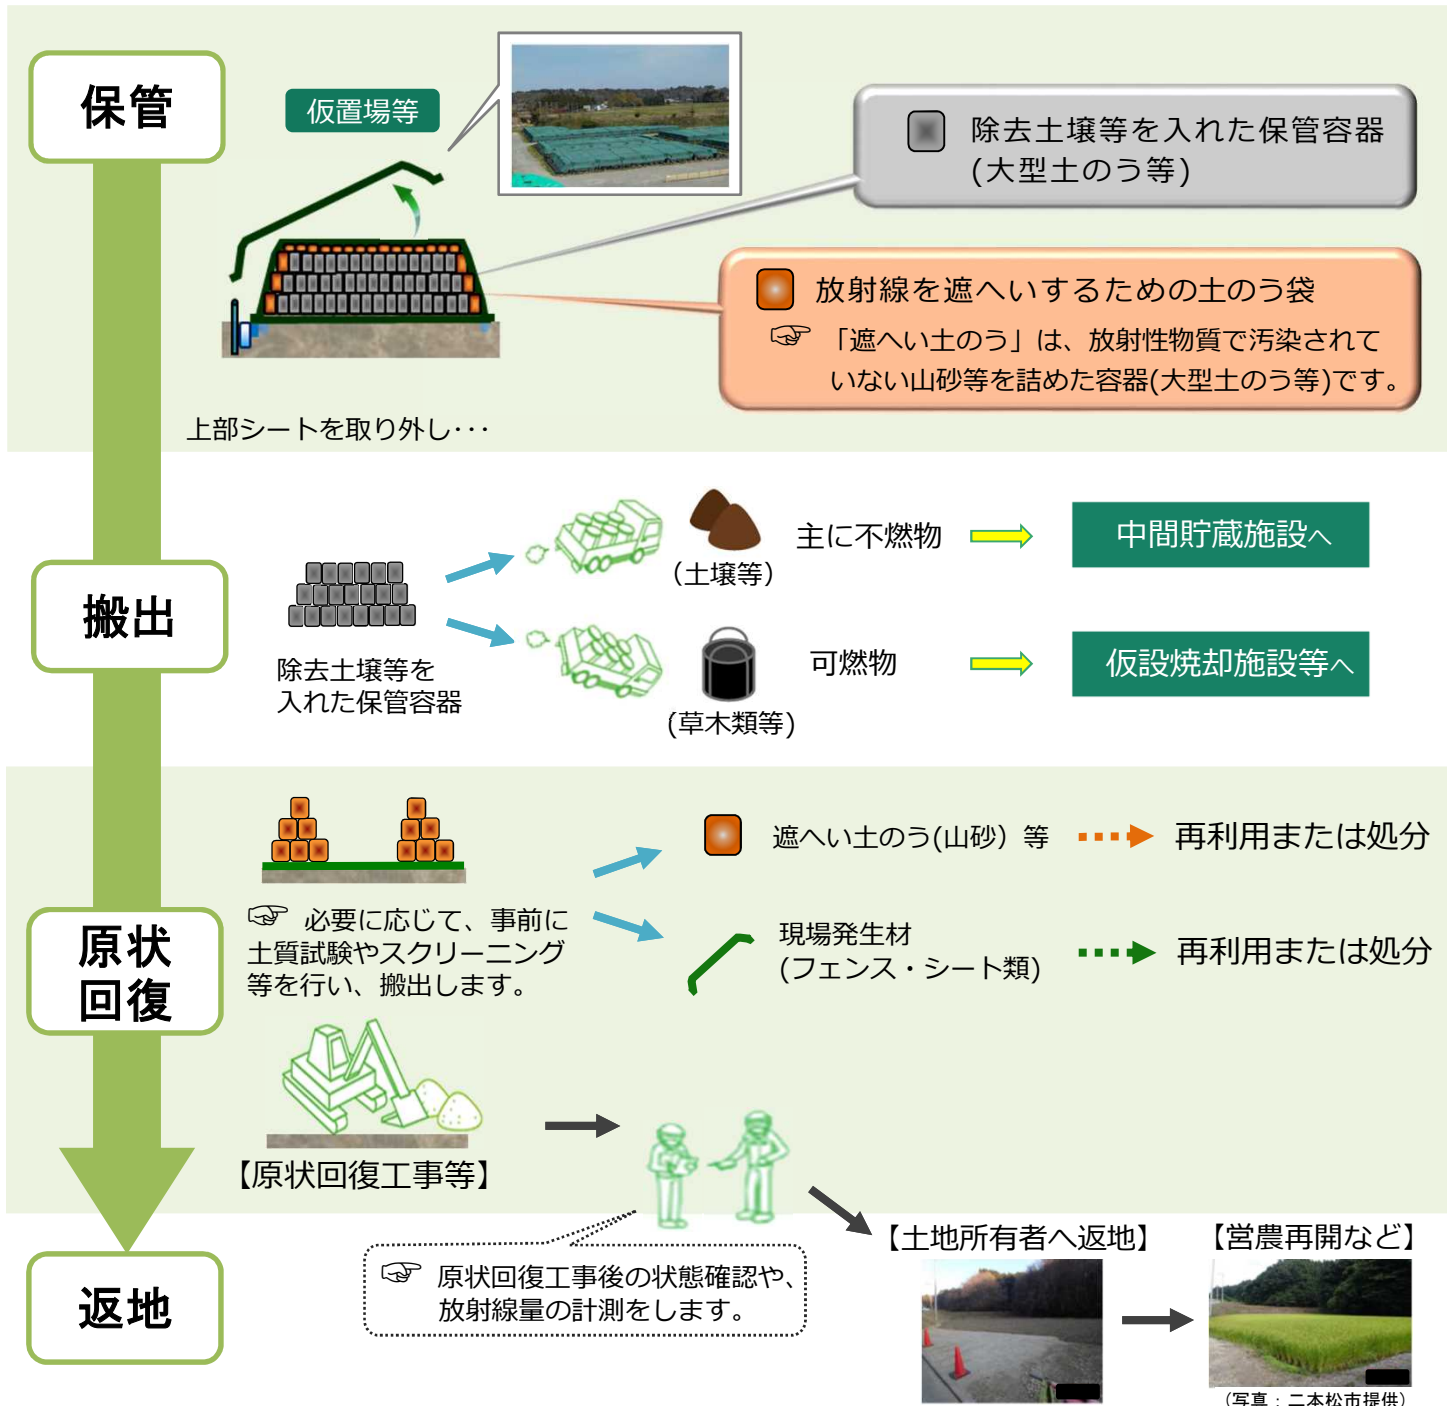 保管
仮置場等
除去土壌等を入れた保管容器
(大型土のう等)
放射線を遮へいするための土のう袋
☞ 「遮へい土のう」は、放射性物質で汚染されて
いない山砂等を詰めた容器(大型土のう等)です。
上部シートを取り外し･･･
搬出
除去土壌等を
入れた保管容器
(土壌等)
主に不燃物
中間貯蔵施設へ
(草木類等)
可燃物
仮設焼却施設等へ
原状
回復
☞ 必要に応じて、事前に
土質試験やスクリーニング
等を行い、搬出します。
遮へい土のう(山砂）等
再利用または処分
現場発生材
(フェンス・シート類)
再利用または処分
【原状回復工事等】
☞ 原状回復工事後の状態確認や、
放射線量の計測をします。
返地
【土地所有者へ返地】
【営農再開など】
（写真：二本松市提供）